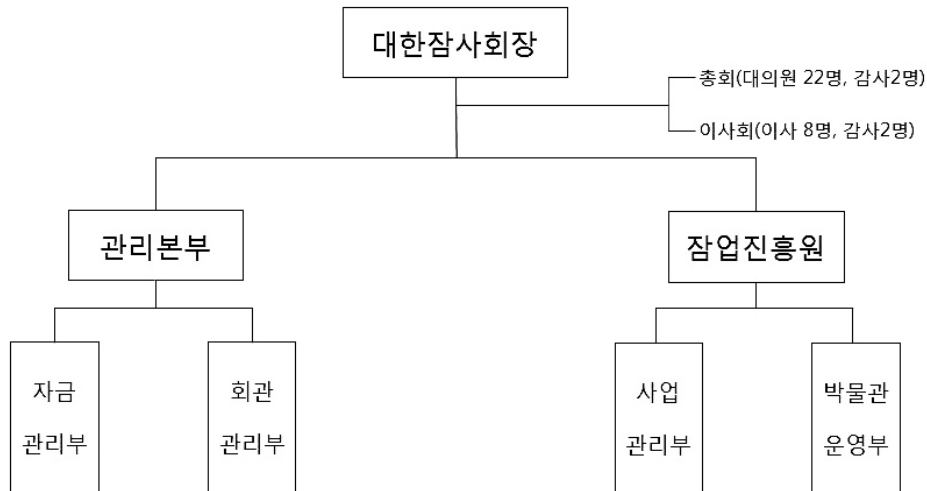 대한잠사회장
총회(대의원 22명, 감사2명)
이사회(이사 8명, 감사2명)
관리본부
잠업진흥원
자금
관리부
회관
관리부
사업
관리부
박물관
운영부